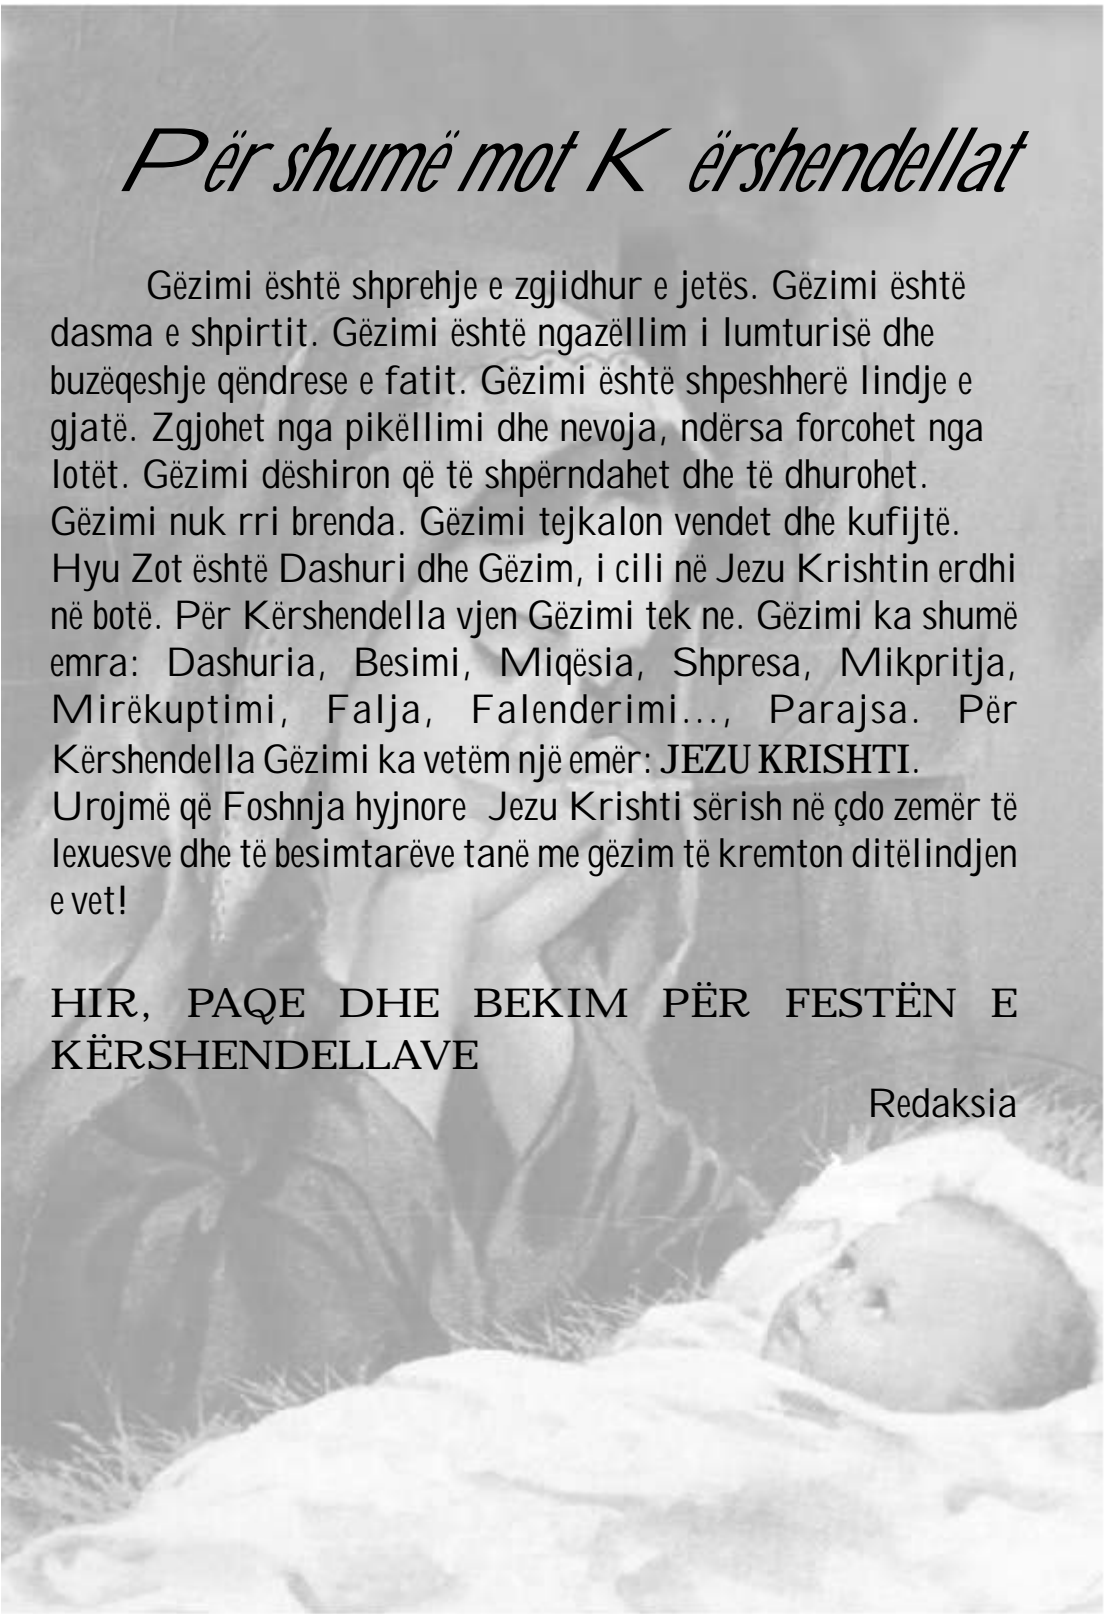 Për shumë mot Kërshendellat
Gëzimi është shprehje e zgjidhur e jetës. Gëzimi është
dasma e shpirtit. Gëzimi është ngazëllim i lumturisë dhe
buzëqeshje qëndrese e fatit. Gëzimi është shpeshherë lindje e
gjatë. Zgjohet nga pikëllimi dhe nevoja, ndërsa forcohet nga
lotët. Gëzimi dëshiron që të shpërndahet dhe të dhurohet.
Gëzimi nuk rri brenda. Gëzimi tejkalon vendet dhe kufijtë.
Hyu Zot është Dashuri dhe Gëzim, i cili në Jezu Krishtin erdhi
në botë. Për Kërshendella vjen Gëzimi tek ne. Gëzimi ka shumë
emra: Dashuria, Besimi, Miqësia, Shpresa, Mikpritja,
Mirëkuptimi, Falja, Falenderimi..., Parajsa. Për
Kërshendella Gëzimi ka vetëm një emër: JEZU KRISHTI.
Urojmë që Foshnja hyjnore Jezu Krishti sërish në çdo zemër të
lexuesve dhe të besimtarëve tanë me gëzim të kremton ditëlindjen
e vet!
HIR, PAQE DHE BEKIM PËR FESTËN E
KËRSHENDELLAVE
Redaksia